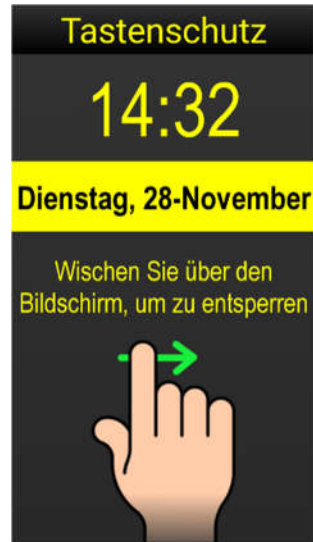 Tastenschutz
14:32
Dienstag, 28-November
Wischen Sie über den
Bildschirm, um zu entsperren